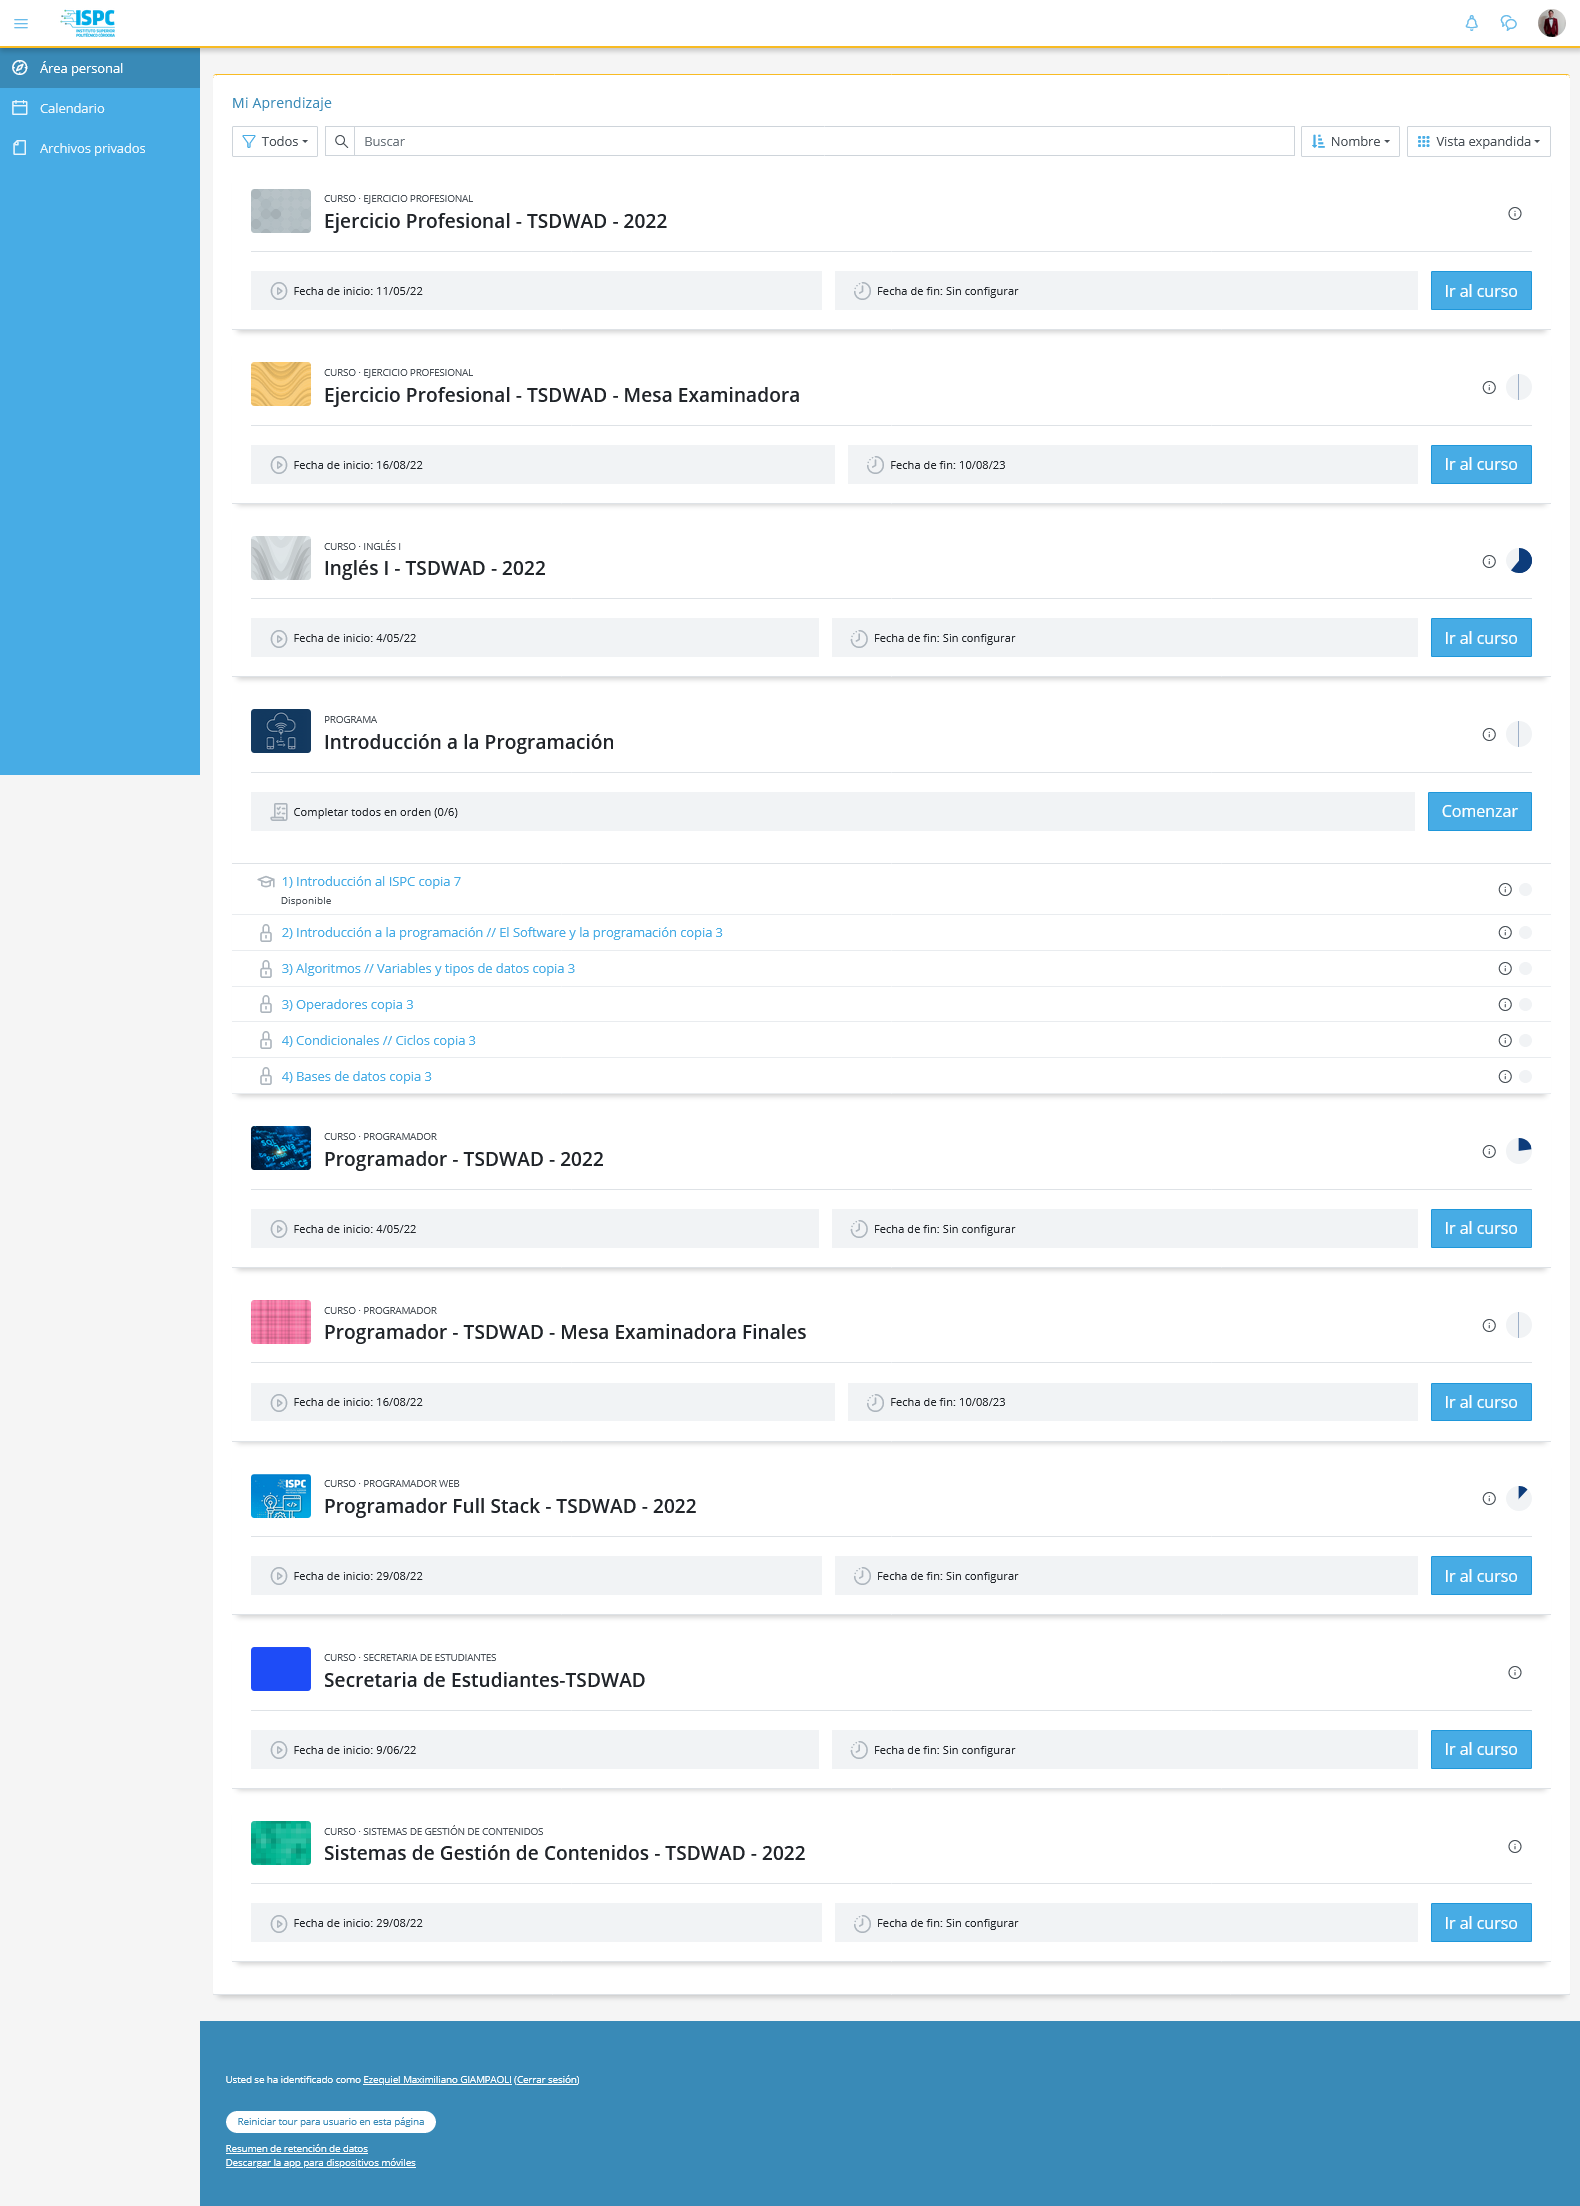 ISPC
INSTITUTO SUPERIOR
POLITÉCNICO CÓRDOBA
Área personal
Calendario
Archivos privados
Mi Aprendizaje
Todos
Buscar
Nombre
Vista expandida
CURSO · EJERCICIO PROFESIONAL
Ejercicio Profesional - TSDWAD - 2022
Fecha de inicio: 11/05/22
Fecha de fin: Sin configurar
Ir al curso
CURSO · EJERCICIO PROFESIONAL
Ejercicio Profesional - TSDWAD - Mesa Examinadora
Fecha de inicio: 16/08/22
Fecha de fin: 10/08/23
Ir al curso
CURSO · INGLÉS I
Inglés I - TSDWAD - 2022
Fecha de inicio: 4/05/22
Fecha de fin: Sin configurar
Ir al curso
PROGRAMA
Introducción a la Programación
Completar todos en orden (0/6)
Comenzar
1) Introducción al ISPC copia 7
Disponible
2) Introducción a la programación // El Software y la programación copia 3
3) Algoritmos // Variables y tipos de datos copia 3
3) Operadores copia 3
4) Condicionales // Ciclos copia 3
4) Bases de datos copia 3
CURSO · PROGRAMADOR
Programador - TSDWAD - 2022
Fecha de inicio: 4/05/22
Fecha de fin: Sin configurar
Ir al curso
CURSO · PROGRAMADOR
Programador - TSDWAD - Mesa Examinadora Finales
Fecha de inicio: 16/08/22
Fecha de fin: 10/08/23
Ir al curso
ISPC
CURSO · PROGRAMADOR WEB
Programador Full Stack - TSDWAD - 2022
Fecha de inicio: 29/08/22
Fecha de fin: Sin configurar
Ir al curso
CURSO · SECRETARIA DE ESTUDIANTES
Secretaria de Estudiantes-TSDWAD
Fecha de inicio: 9/06/22
Fecha de fin: Sin configurar
Ir al curso
CURSO · SISTEMAS DE GESTIÓN DE CONTENIDOS
Sistemas de Gestión de Contenidos - TSDWAD - 2022
Fecha de inicio: 29/08/22
Fecha de fin: Sin configurar
Ir al curso
Usted se ha identificado como Ezequiel Maximiliano GIAMPAOLI (Cerrar sesión)
Reiniciar tour para usuario en esta página
Resumen de retención de datos
Descargar la app para dispositivos móviles